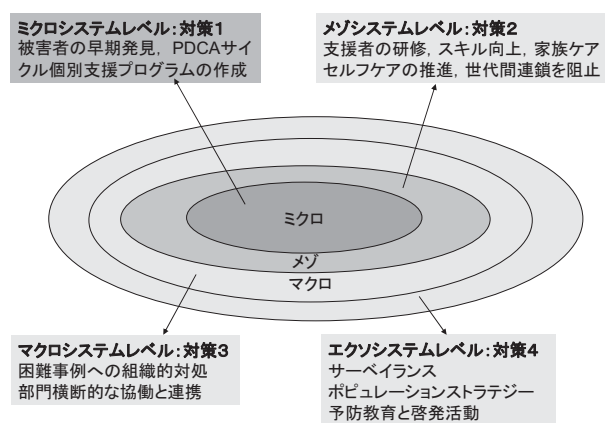 ミクロシステムレベル：対策1
被害者の早期発見，PDCAサイ
クル個別支援プログラムの作成
メゾシステムレベル：対策2
支援者の研修，スキル向上，家族ケア
セルフケアの推進，世代間連鎖を阻止
ミクロ
メゾ
マクロ
マクロシステムレベル：対策3
困難事例への組織的対処
部門横断的な協働と連携
エクソシステムレベル：対策4
サーベイランス
ポピュレーションストラテジー
予防教育と啓発活動